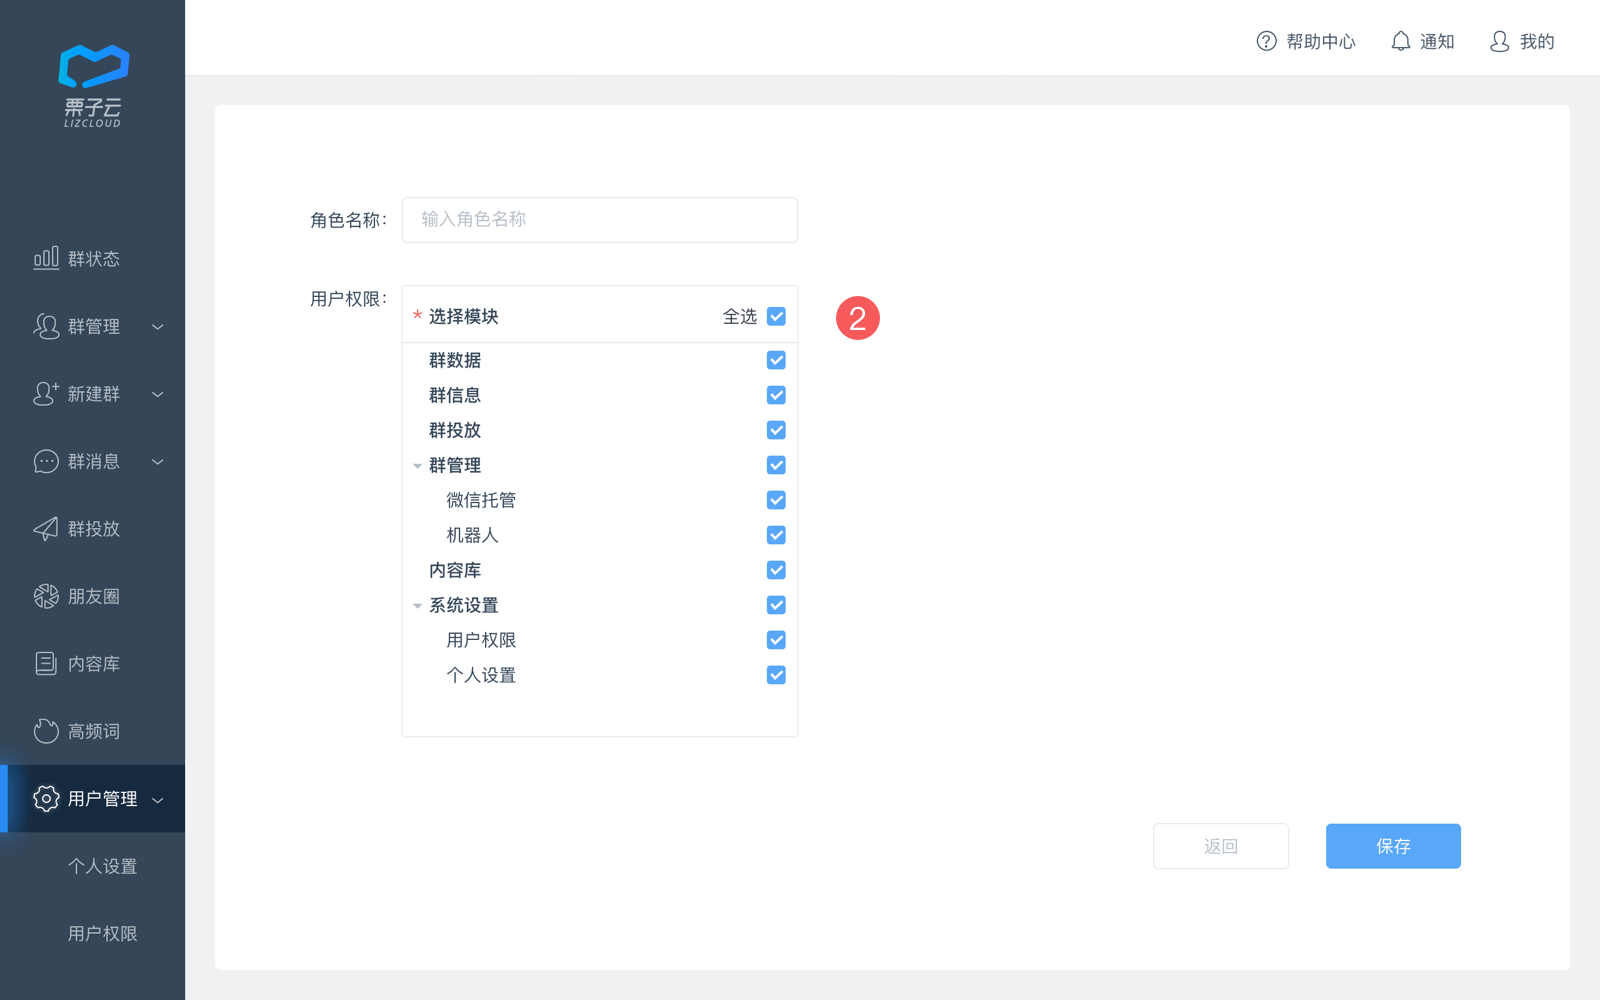 栗子云
LIZCLOUD
群状态
群管理
新建群
群消息
群投放
朋友圈
内容库
高频词
用户管理
个人设置
用户权限
帮助中心
通知
我的
角色名称：
输入角色名称
用户权限：
* 选择模块
全选
2
群数据
群信息
群投放
群管理
微信托管
机器人
内容库
系统设置
用户权限
个人设置
返回
保存